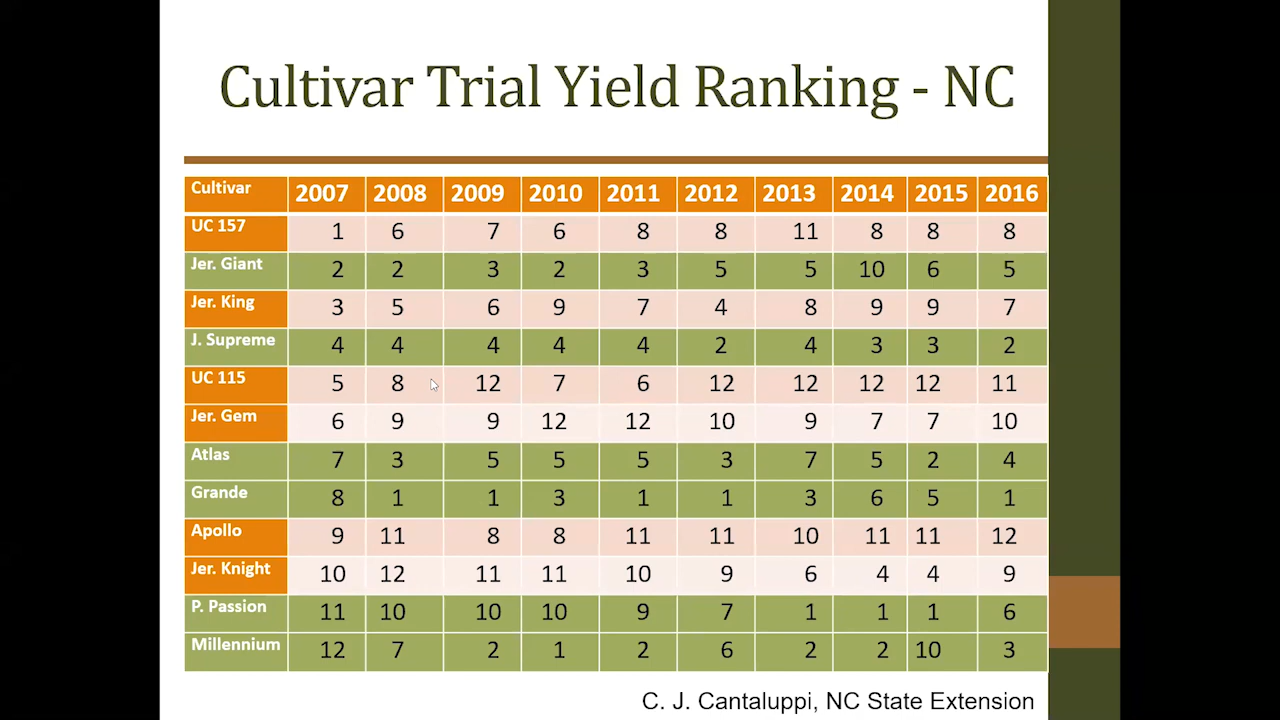 Cultivar Trial Yield Ranking - NC
Cultivar 2007 2008 2009 2010 2011 2012 2013 2014 2015 2016
UC 157 1 6 7 6 8 8 11 8 8 8
Jer. Giant 2 2 3 2 3 5 5 10 6 5
Jer. King 3 5 6 9 7 4 8 9 9 7
J. Supreme 4 4 4 4 4 2 4 3 3 2
UC 115 5 8 12 7 6 12 12 12 12 11
Jer. Gem 6 9 9 12 12 10 9 7 7 10
Atlas 7 3 5 5 5 3 7 5 2 4
Grande 8 1 1 3 1 1 3 6 5 1
Apollo 9 11 8 8 11 11 10 11 11 12
Jer. Knight 10 12 11 11 10 9 6 4 4 9
P. Passion 11 10 10 10 9 7 1 1 1 6
Millennium 12 7 2 1 2 6 2 2 10 3
C. J. Cantaluppi, NC State Extension